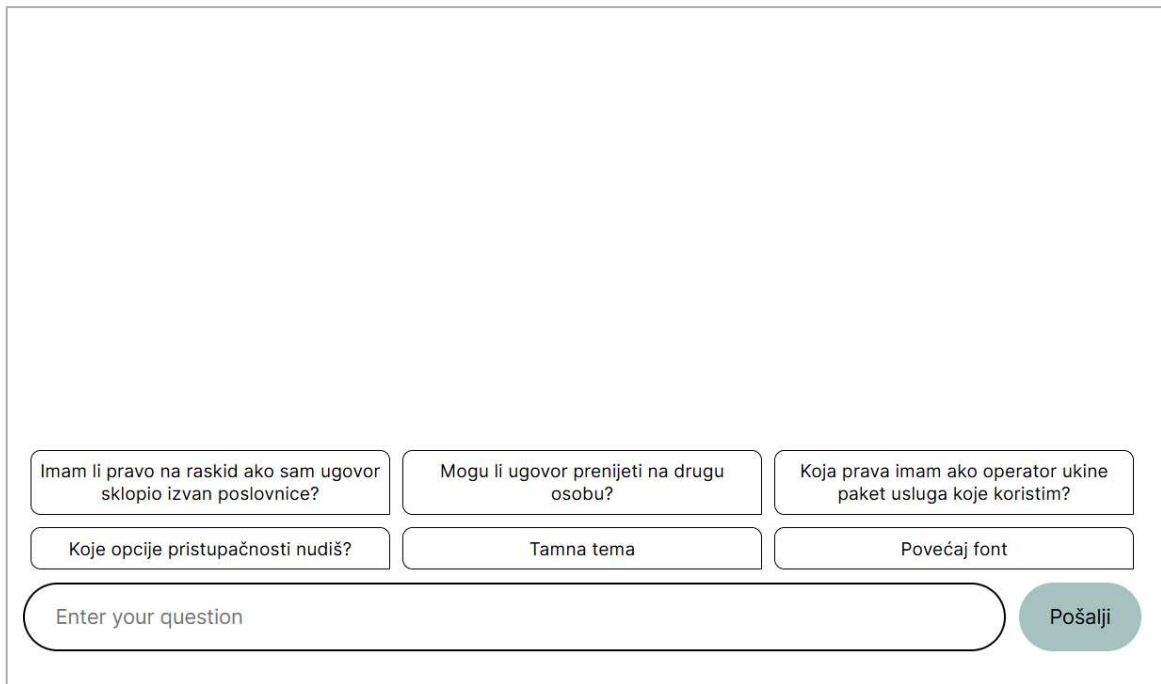 Imam li pravo na raskid ako sam ugovor
sklopio izvan poslovnice?
Mogu li ugovor prenijeti na drugu
osobu?
Koja prava imam ako operator ukine
paket usluga koje koristim?
Koje opcije pristupačnosti nudiš?
Tamna tema
Povećaj font
Enter your question
Pošalji